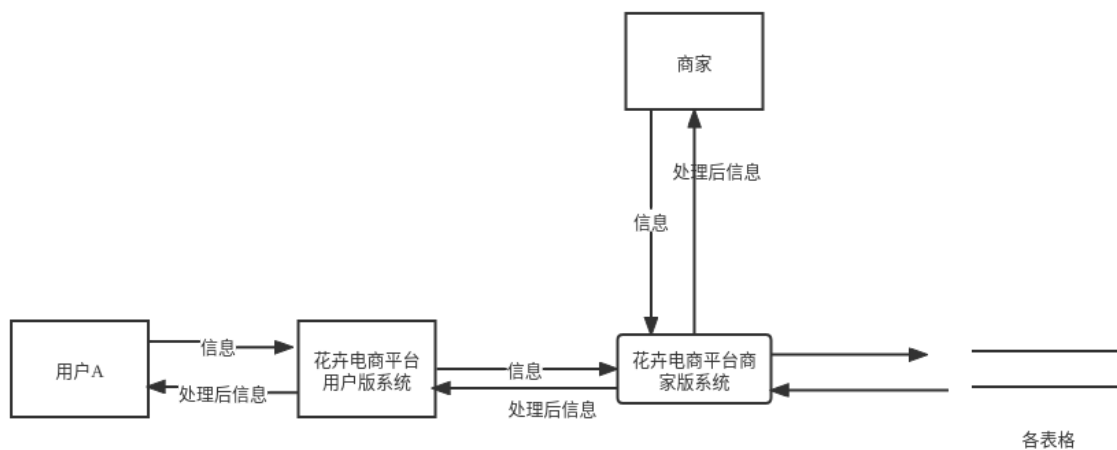 商家
处理后信息
信息
用户A
信息
处理后信息
花卉电商平台
用户版系统
信息
处理后信息
花卉电商平台商
家版系统
各表格